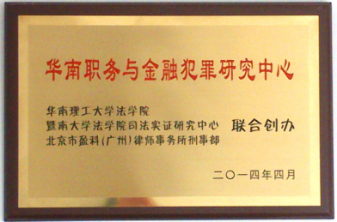 华南职务与金融犯罪研究中心
华南理工大学法学院
暨南大学法学院司法实证研究中心 联合创办
北京市盈科(广州)律师事务所刑事部
二〇一四年四月